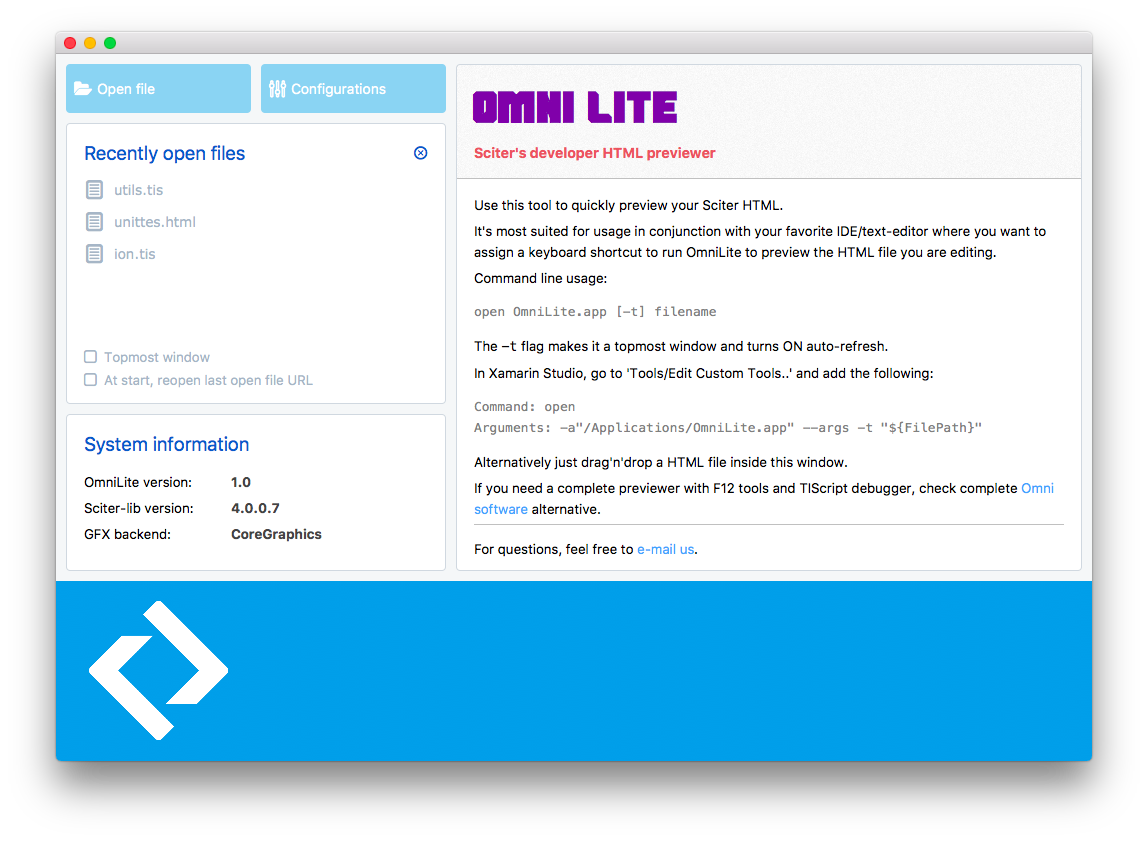 Open file
Configurations
Recently open files
utils.tis
unittes.html
ion.tis
Topmost window
At start, reopen last open file URL
System information
OmniLite version: 1.0
Sciter-lib version: 4.0.0.7
GFX backend: CoreGraphics
OMNI LITE
Sciter's developer HTML previewer
Use this tool to quickly preview your Sciter HTML.
It's most suited for usage in conjunction with your favorite IDE/text-editor where you want to
assign a keyboard shortcut to run OmniLite to preview the HTML file you are editing.
Command line usage:
open OmniLite.app [-t] filename
The -t flag makes it a topmost window and turns ON auto-refresh.
In Xamarin Studio, go to 'Tools/Edit Custom Tools..' and add the following:
Command: open
Arguments: -a"/Applications/OmniLite.app" --args -t "${FilePath}"
Alternatively just drag'n'drop a HTML file inside this window.
If you need a complete previewer with F12 tools and TIScript debugger, check complete Omni
software alternative.
For questions, feel free to e-mail us.